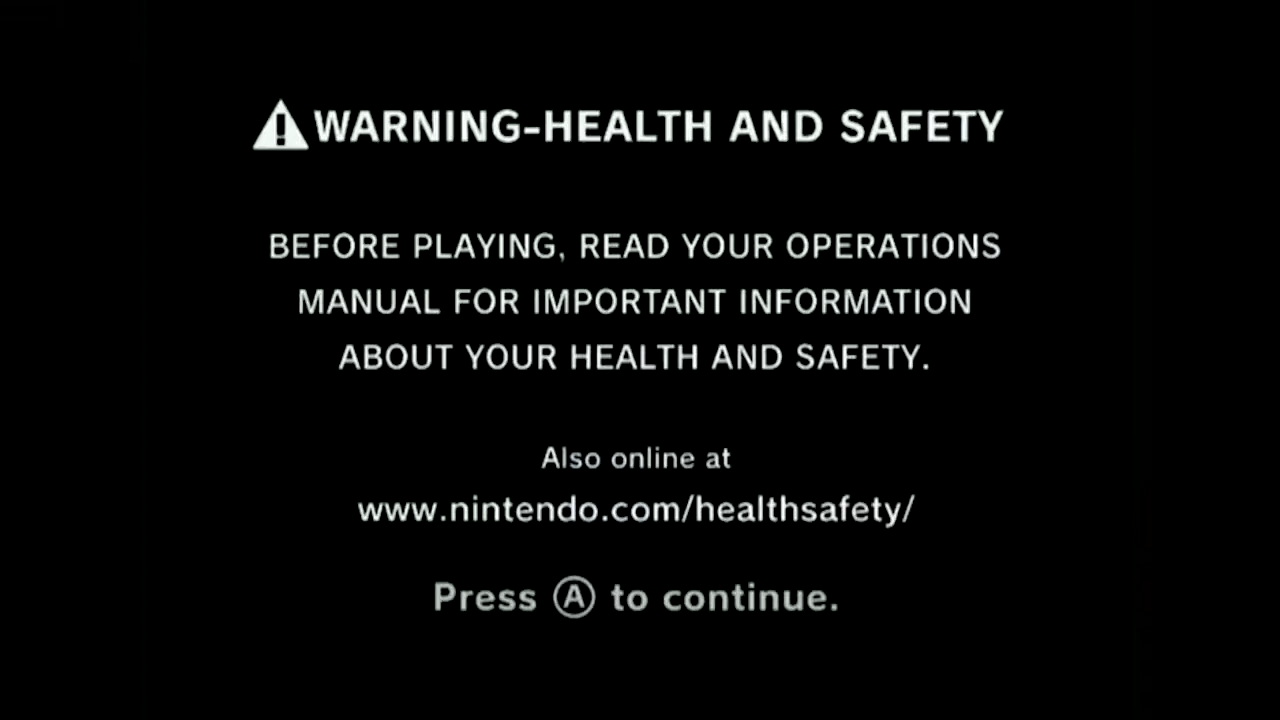 ⚠WARNING-HEALTH AND SAFETY
BEFORE PLAYING, READ YOUR OPERATIONS
MANUAL FOR IMPORTANT INFORMATION
ABOUT YOUR HEALTH AND SAFETY.
Also online at
www.nintendo.com/healthsafety/
Press Ⓐ to continue.